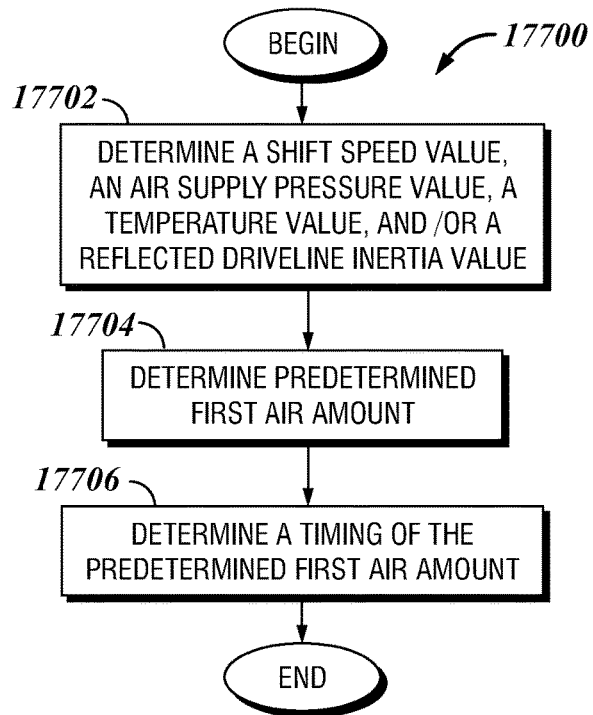 BEGIN
17700
17702
DETERMINE A SHIFT SPEED VALUE,
AN AIR SUPPLY PRESSURE VALUE, A
TEMPERATURE VALUE, AND /OR A
REFLECTED DRIVELINE INERTIA VALUE
17704
DETERMINE PREDETERMINED
FIRST AIR AMOUNT
17706
DETERMINE A TIMING OF THE
PREDETERMINED FIRST AIR AMOUNT
END